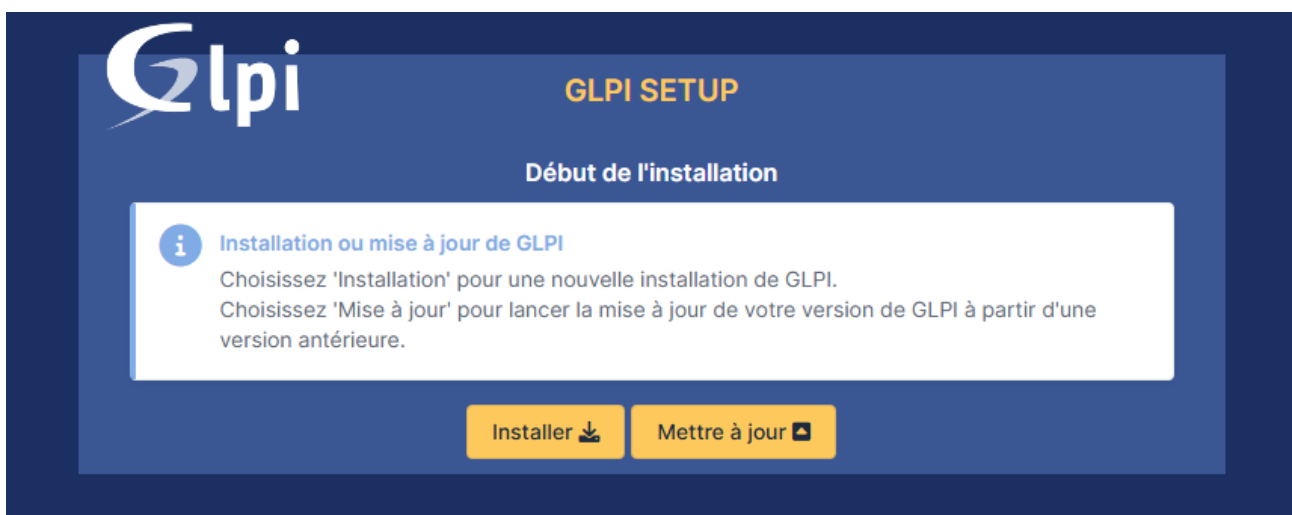 Glpi
GLPI SETUP
Début de l'installation
Installation ou mise à jour de GLPI
Choisissez 'Installation' pour une nouvelle installation de GLPI.
Choisissez 'Mise à jour' pour lancer la mise à jour de votre version de GLPI à partir d'une
version antérieure.
Installer
Mettre à jour